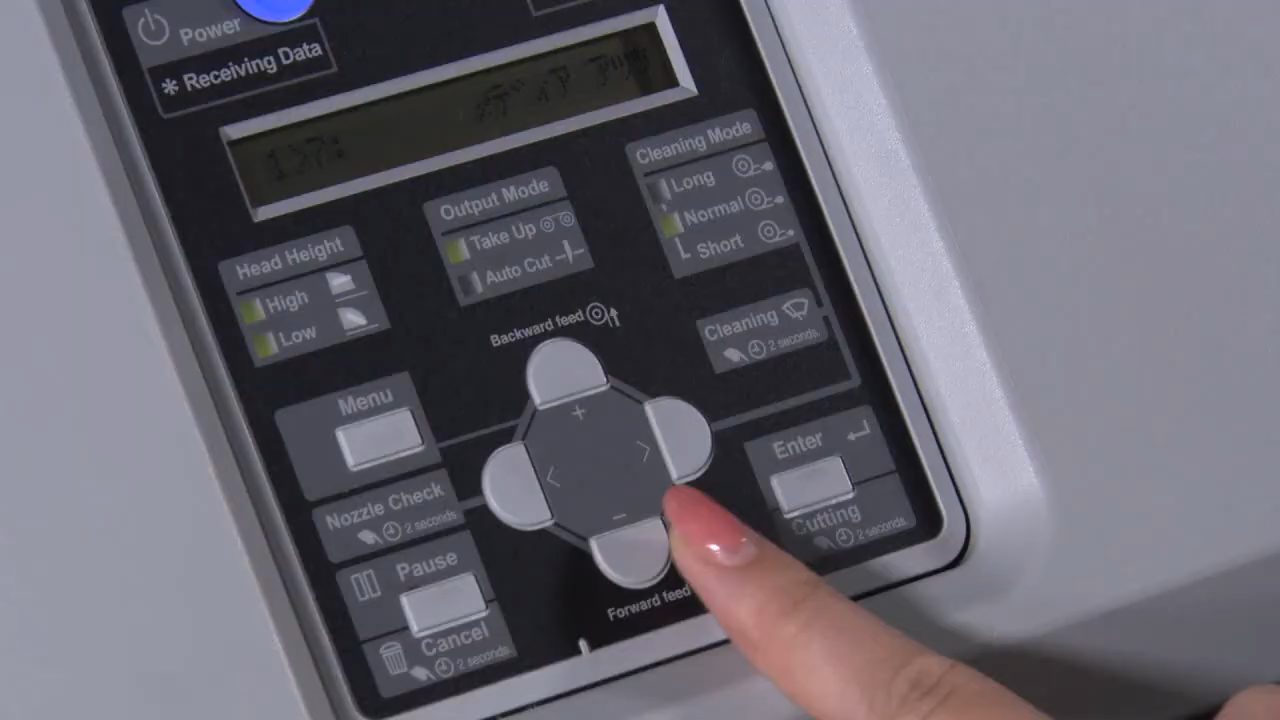 Power
* Receiving Data
Cleaning Mode
Long
Normal
Short
Output Mode
Take Up
Auto Cut
Head Height
High
Low
Backward feed
Cleaning
2 seconds
Menu
+
>
<
−
Enter
Cutting
2 seconds
Nozzle Check
2 seconds
Pause
Cancel
2 seconds
Forward feed